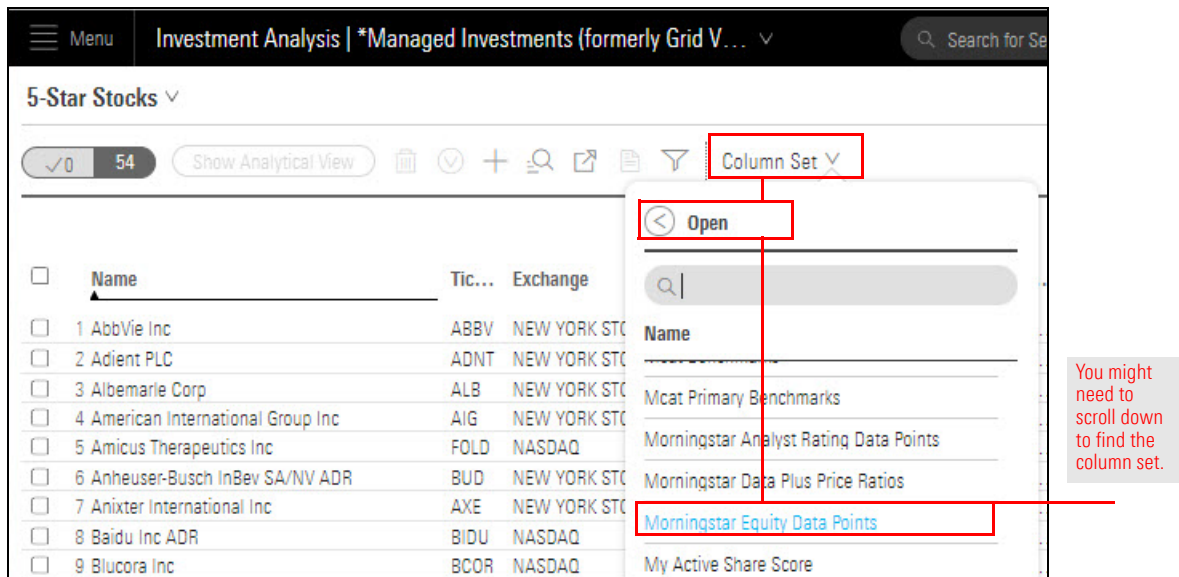 Menu
Investment Analysis | *Managed Investments (formerly Grid V...
Search for Se
5-Star Stocks
0 54
Show Analytical View
Column Set
Open
Name Tic... Exchange
Name
1 AbbVie Inc ABBV NEW YORK STO
2 Adient PLC ADNT NEW YORK STO
3 Albemarle Corp ALB NEW YORK STO
4 American International Group Inc AIG NEW YORK STO
5 Amicus Therapeutics Inc FOLD NASDAQ
6 Anheuser-Busch InBev SA/NV ADR BUD NEW YORK STO
7 Anixter International Inc AXE NEW YORK STO
8 Baidu Inc ADR BIDU NASDAQ
9 Blucora Inc BCOR NASDAQ
Mcat Primary Benchmarks
Morningstar Analyst Rating Data Points
Morningstar Data Plus Price Ratios
Morningstar Equity Data Points
My Active Share Score
You might
need to
scroll down
to find the
column set.